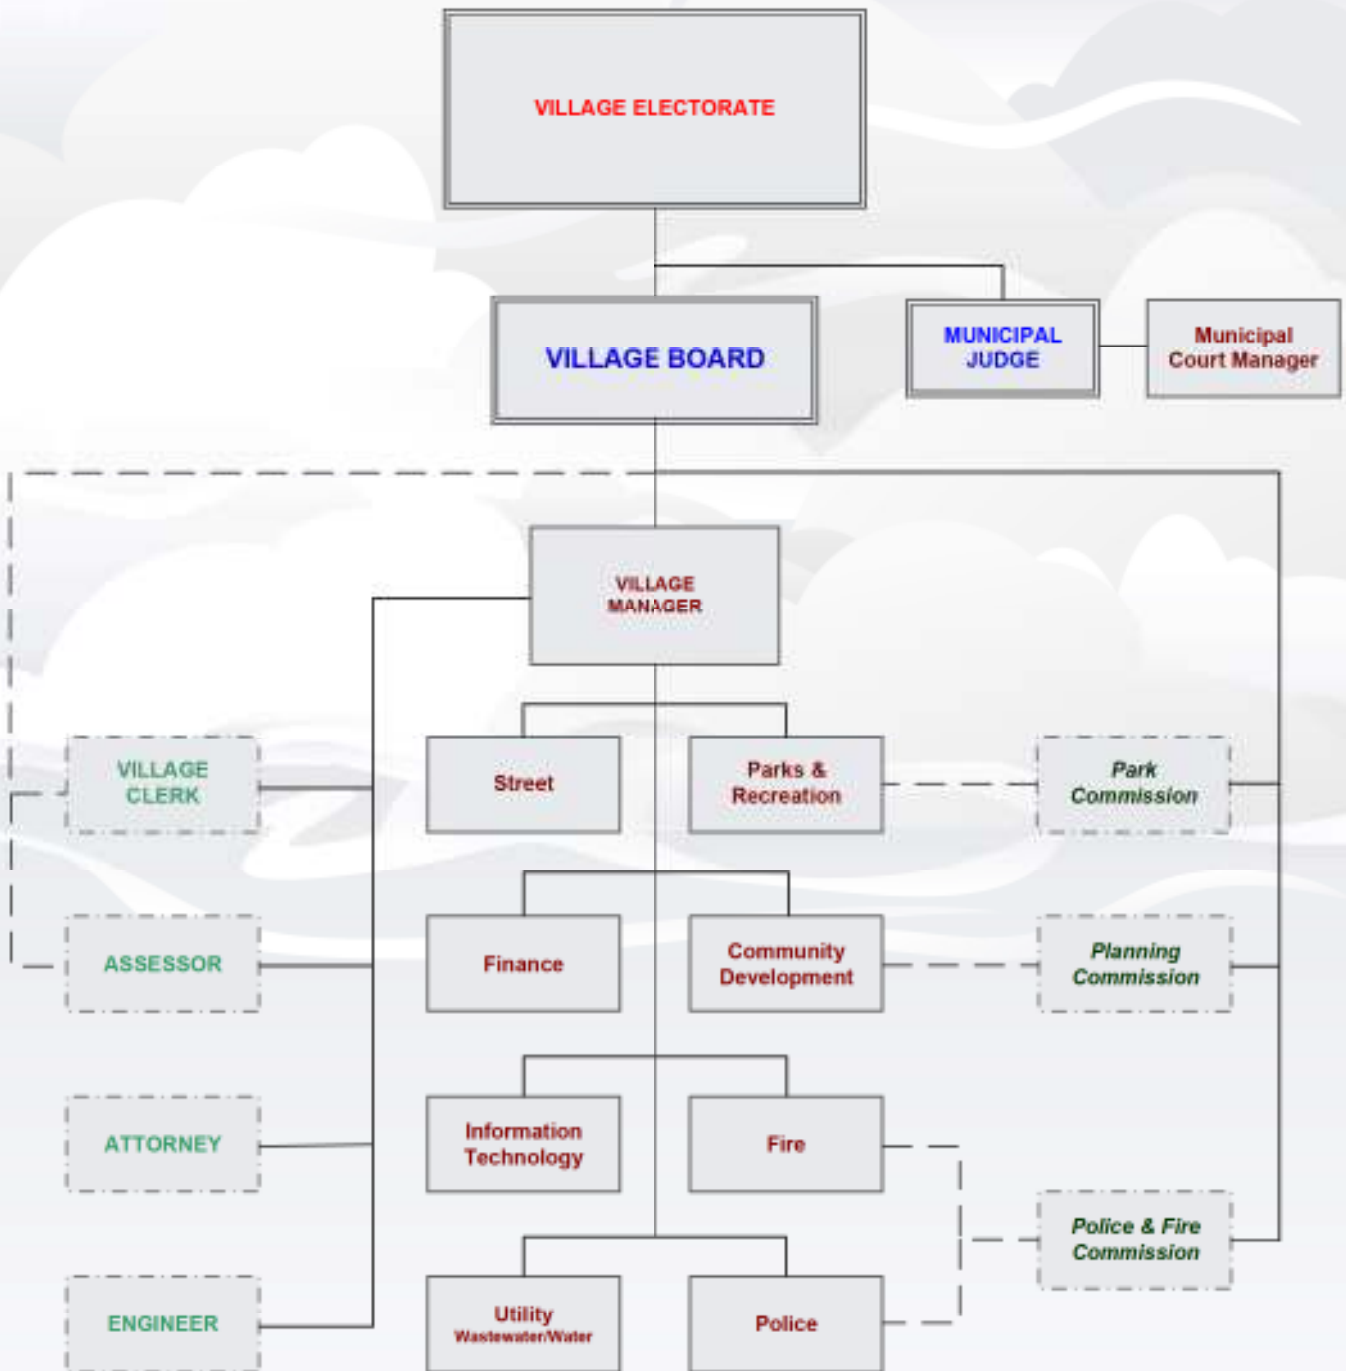 VILLAGE ELECTORATE
VILLAGE BOARD
MUNICIPAL
JUDGE
Municipal
Court Manager
VILLAGE
MANAGER
VILLAGE
CLERK
Street
Parks &
Recreation
Park
Commission
ASSESSOR
Finance
Community
Development
Planning
Commission
ATTORNEY
Information
Technology
Fire
Police & Fire
Commission
ENGINEER
Utility
Wastewater/Water
Police